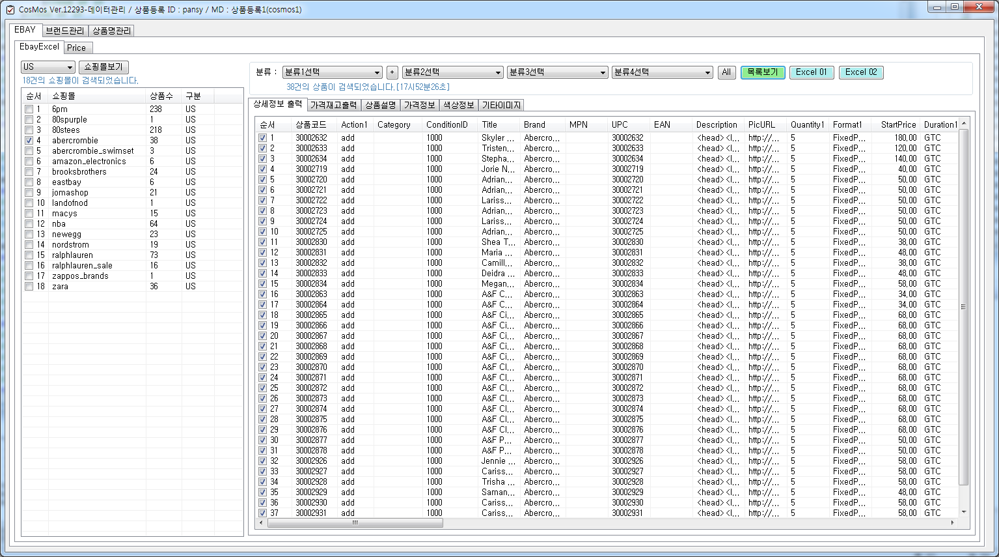 CosMos Ver.12293-데이터관리 / 상품등록 ID : pansy / MD : 상품등록1(cosmos1)
EBAY 브랜드관리 상품명관리
EbayExcel Price
US 쇼핑몰보기
18건의 쇼핑몰이 검색되었습니다.
순서 쇼핑몰 상품수 구분
1 6pm 238 US
2 80spurple 1 US
3 80stees 218 US
4 abercrombie 38 US
5 abercrombie_swimset 3 US
6 amazon_electronics 6 US
7 brooksbrothers 24 US
8 eastbay 6 US
9 jomashop 21 US
10 landofnod 1 US
11 macys 15 US
12 nba 64 US
13 newegg 23 US
14 nordstrom 19 US
15 ralphlauren 73 US
16 ralphlauren_sale 16 US
17 zappos_brands 1 US
18 zara 36 US
분류 : 분류1선택 + 분류2선택 분류3선택 분류4선택 All 목록보기 Excel 01 Excel 02
38건의 상품이 검색되었습니다.[17시52분26초]
상세정보 출력 가격재고출력 상품설명 가격정보 색상정보 기타이미지
순서 상품코드 Action1 Category ConditionID Title Brand MPN UPC EAN Description PicURL Quantity1 Format1 StartPrice Duration1
1 30002632 add 1000 Skyler ... Abercro... 30002632 <head> <l... http://... 5 FixedP... 180,00 GTC
2 30002633 add 1000 Tristen... Abercro... 30002633 <head> <l... http://... 5 FixedP... 120,00 GTC
3 30002634 add 1000 Stepha... Abercro... 30002634 <head> <l... http://... 5 FixedP... 140,00 GTC
4 30002719 add 1000 Jorie N... Abercro... 30002719 <head> <l... http://... 5 FixedP... 40,00 GTC
5 30002720 add 1000 Adrian... Abercro... 30002720 <head> <l... http://... 5 FixedP... 50,00 GTC
6 30002721 add 1000 Adrian... Abercro... 30002721 <head> <l... http://... 5 FixedP... 50,00 GTC
7 30002722 add 1000 Lariss... Abercro... 30002722 <head> <l... http://... 5 FixedP... 50,00 GTC
8 30002723 add 1000 Adrian... Abercro... 30002723 <head> <l... http://... 5 FixedP... 50,00 GTC
9 30002724 add 1000 Lariss... Abercro... 30002724 <head> <l... http://... 5 FixedP... 50,00 GTC
10 30002725 add 1000 Adrian... Abercro... 30002725 <head> <l... http://... 5 FixedP... 50,00 GTC
11 30002830 add 1000 Shea T... Abercro... 30002830 <head> <l... http://... 5 FixedP... 38,00 GTC
12 30002831 add 1000 Maria ... Abercro... 30002831 <head> <l... http://... 5 FixedP... 48,00 GTC
13 30002832 add 1000 Camill... Abercro... 30002832 <head> <l... http://... 5 FixedP... 38,00 GTC
14 30002833 add 1000 Deidra ... Abercro... 30002833 <head> <l... http://... 5 FixedP... 48,00 GTC
15 30002834 add 1000 Megan... Abercro... 30002834 <head> <l... http://... 5 FixedP... 58,00 GTC
16 30002863 add 1000 A&F C... Abercro... 30002863 <head> <l... http://... 5 FixedP... 34,00 GTC
17 30002864 add 1000 A&F C... Abercro... 30002864 <head> <l... http://... 5 FixedP... 34,00 GTC
18 30002865 add 1000 A&F Ci... Abercro... 30002865 <head> <l... http://... 5 FixedP... 68,00 GTC
19 30002866 add 1000 A&F Ci... Abercro... 30002866 <head> <l... http://... 5 FixedP... 68,00 GTC
20 30002867 add 1000 A&F Ci... Abercro... 30002867 <head> <l... http://... 5 FixedP... 68,00 GTC
21 30002868 add 1000 A&F Ci... Abercro... 30002868 <head> <l... http://... 5 FixedP... 68,00 GTC
22 30002869 add 1000 A&F Ci... Abercro... 30002869 <head> <l... http://... 5 FixedP... 68,00 GTC
23 30002870 add 1000 A&F Cl... Abercro... 30002870 <head> <l... http://... 5 FixedP... 68,00 GTC
24 30002871 add 1000 A&F Cl... Abercro... 30002871 <head> <l... http://... 5 FixedP... 68,00 GTC
25 30002872 add 1000 A&F Cl... Abercro... 30002872 <head> <l... http://... 5 FixedP... 68,00 GTC
26 30002873 add 1000 A&F Cl... Abercro... 30002873 <head> <l... http://... 5 FixedP... 68,00 GTC
27 30002874 add 1000 A&F Cl... Abercro... 30002874 <head> <l... http://... 5 FixedP... 68,00 GTC
28 30002875 add 1000 A&F Cl... Abercro... 30002875 <head> <l... http://... 5 FixedP... 68,00 GTC
29 30002876 add 1000 A&F Cl... Abercro... 30002876 <head> <l... http://... 5 FixedP... 68,00 GTC
30 30002877 add 1000 A&F P... Abercro... 30002877 <head> <l... http://... 5 FixedP... 50,00 GTC
31 30002878 add 1000 A&F P... Abercro... 30002878 <head> <l... http://... 5 FixedP... 50,00 GTC
32 30002926 add 1000 Jennie ... Abercro... 30002926 <head> <l... http://... 5 FixedP... 58,00 GTC
33 30002927 add 1000 Cariss... Abercro... 30002927 <head> <l... http://... 5 FixedP... 58,00 GTC
34 30002928 add 1000 Trisha ... Abercro... 30002928 <head> <l... http://... 5 FixedP... 58,00 GTC
35 30002929 add 1000 Saman... Abercro... 30002929 <head> <l... http://... 5 FixedP... 48,00 GTC
36 30002930 add 1000 Cariss... Abercro... 30002930 <head> <l... http://... 5 FixedP... 58,00 GTC
37 30002931 add 1000 Cariss... Abercro... 30002931 <head> <l... http://... 5 FixedP... 58,00 GTC